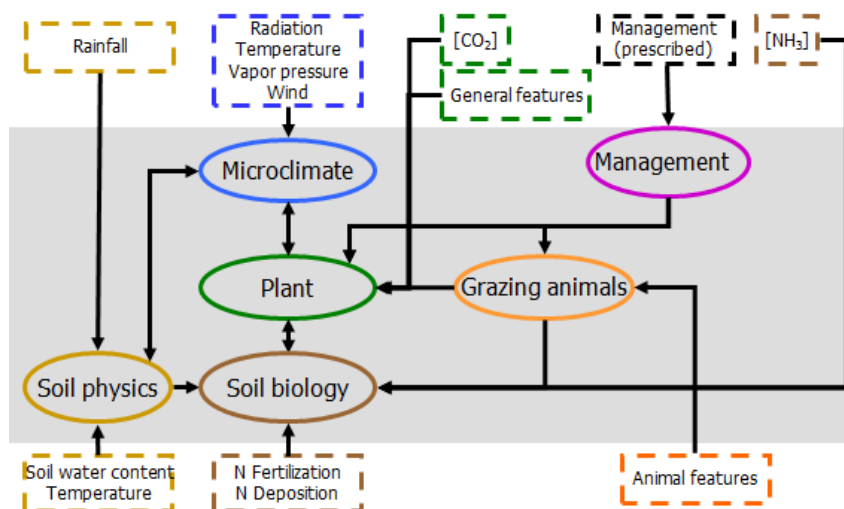 Rainfall
Radiation
Temperature
Vapor pressure
Wind
[CO₂]
General features
Management
(prescribed)
[NH₃]
Microclimate
Management
Plant
Grazing animals
Soil physics
Soil biology
Soil water content
Temperature
N Fertilization
N Deposition
Animal features